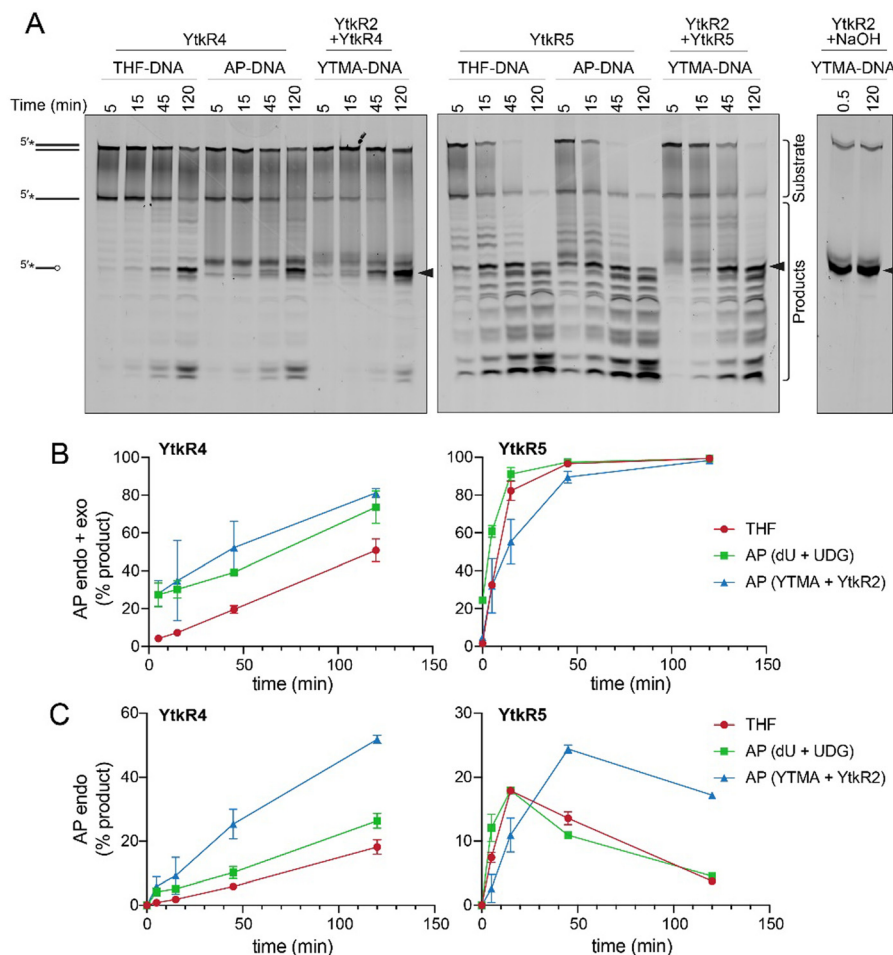 A
YtkR4
YtkR2
+YtkR4
YtkR5
YtkR2
+YtkR5
YtkR2
+NaOH
THF-DNA
AP-DNA
YTMA-DNA
THF-DNA
AP-DNA
YTMA-DNA
YTMA-DNA
Time (min)
5 15 45 120 5 15 45 120 5 15 45 120
5 15 45 120 5 15 45 120 5 15 45 120
0.5 120
5'*
5'*
5'*
Substrate
Products
B
YtkR4
AP endo + exo
(% product)
100
80
60
40
20
0
0 50 100 150
time (min)
YtkR5
100
80
60
40
20
0
0 50 100 150
time (min)
THF
AP (dU + UDG)
AP (YTMA + YtkR2)
C
YtkR4
AP endo
(% product)
60
40
20
0
0 50 100 150
time (min)
YtkR5
30
20
10
0
0 50 100 150
time (min)
THF
AP (dU + UDG)
AP (YTMA + YtkR2)